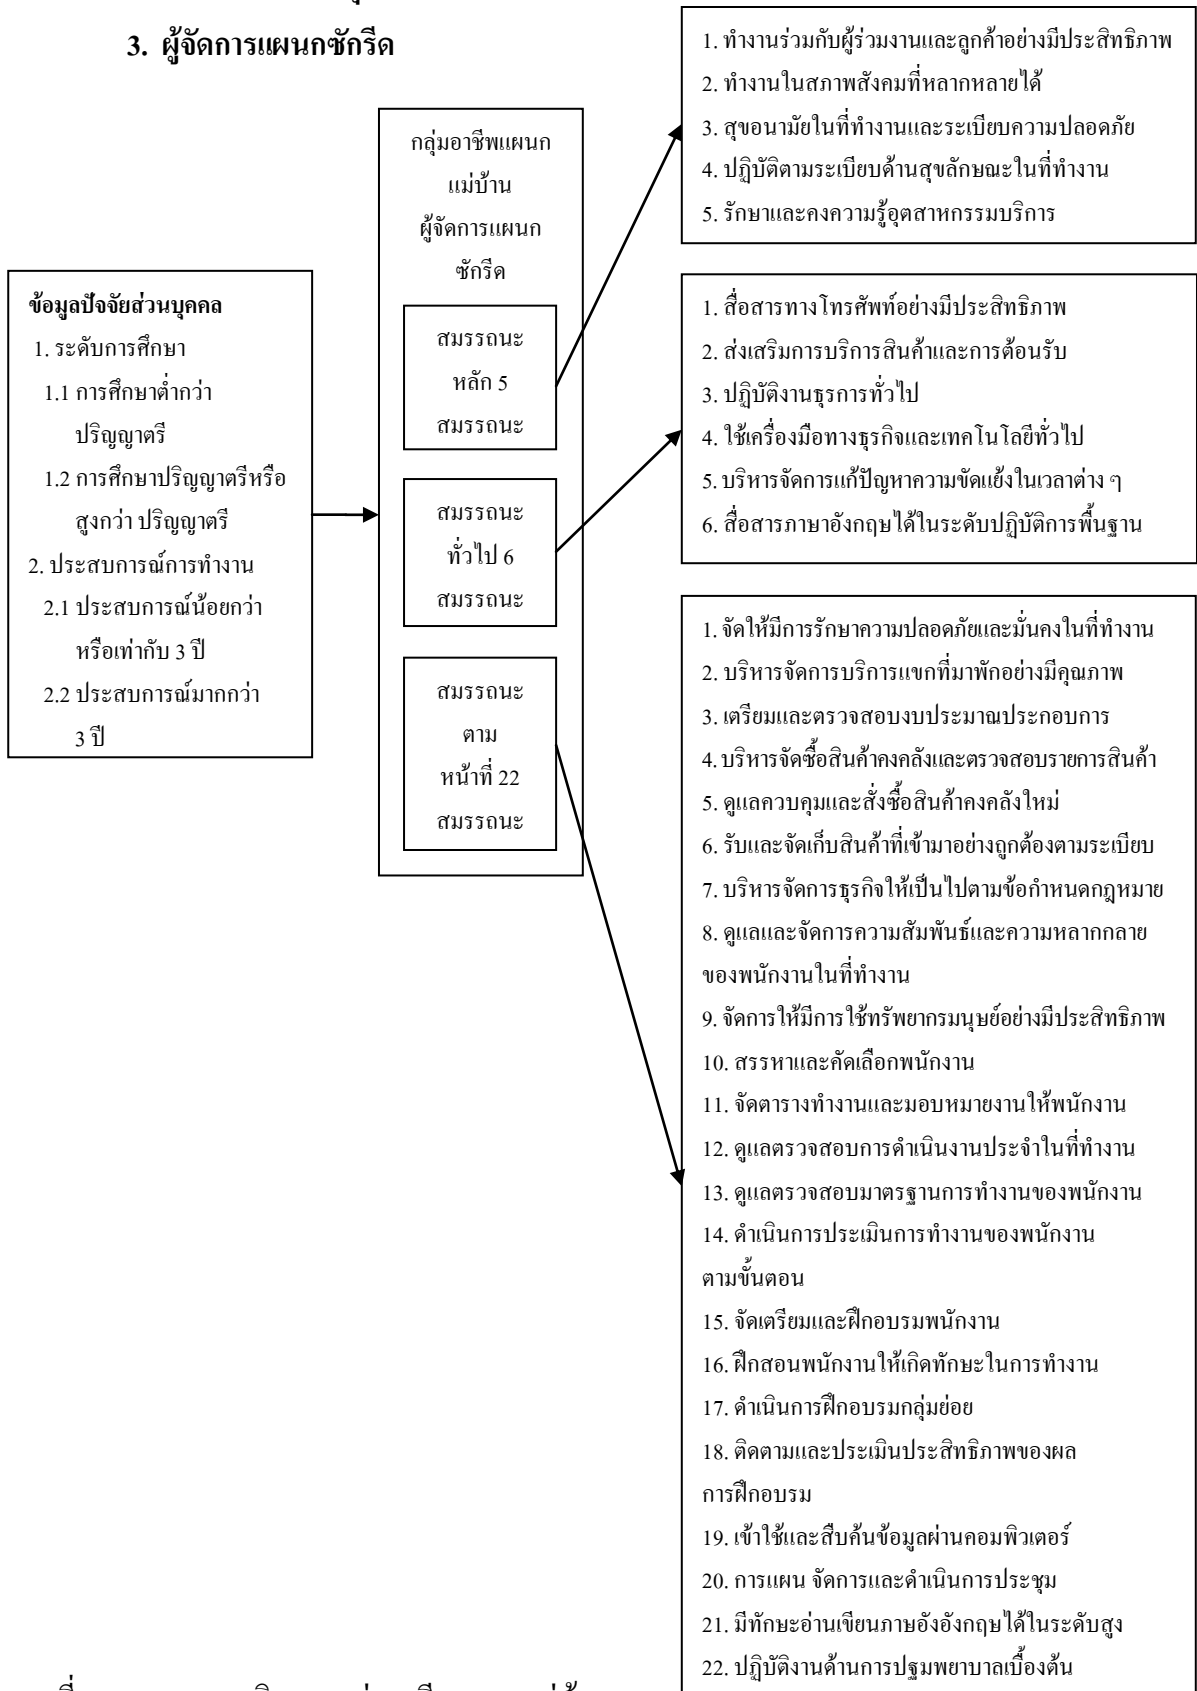 3. ผู้จัดการแผนกซักรีด
ข้อมูลปัจจัยส่วนบุคคล
1. ระดับการศึกษา
1.1 การศึกษาต่ำกว่า
ปริญญาตรี
1.2 การศึกษาปริญญาตรีหรือ
สูงกว่า ปริญญาตรี
2. ประสบการณ์การทำงาน
2.1 ประสบการณ์น้อยกว่า
หรือเท่ากับ 3 ปี
2.2 ประสบการณ์มากกว่า
3 ปี
กลุ่มอาชีพแผนก
แม่บ้าน
ผู้จัดการแผนก
ซักรีด
สมรรถนะ
หลัก 5
สมรรถนะ
สมรรถนะ
ทั่วไป 6
สมรรถนะ
สมรรถนะ
ตาม
หน้าที่ 22
สมรรถนะ
1. ทำงานร่วมกับผู้ร่วมงานและลูกค้าอย่างมีประสิทธิภาพ
2. ทำงานในสภาพสังคมที่หลากหลายได้
3. สุขอนามัยในที่ทำงานและระเบียบความปลอดภัย
4. ปฏิบัติตามระเบียบด้านสุขลักษณะในที่ทำงาน
5. รักษาและคงความรู้อุตสาหกรรมบริการ
1. สื่อสารทางโทรศัพท์อย่างมีประสิทธิภาพ
2. ส่งเสริมการบริการสินค้าและการต้อนรับ
3. ปฏิบัติงานธุรการทั่วไป
4. ใช้เครื่องมือทางธุรกิจและเทคโนโลยีทั่วไป
5. บริหารจัดการแก้ปัญหาความขัดแย้งในเวลาต่าง ๆ
6. สื่อสารภาษาอังกฤษได้ในระดับปฏิบัติการพื้นฐาน
1. จัดให้มีการรักษาความปลอดภัยและมั่นคงในที่ทำงาน
2. บริหารจัดการบริการแขกที่มาพักอย่างมีคุณภาพ
3. เตรียมและตรวจสอบงบประมาณประกอบการ
4. บริหารจัดซื้อสินค้าคงคลังและตรวจสอบรายการสินค้า
5. ดูแลควบคุมและสั่งซื้อสินค้าคงคลังใหม่
6. รับและจัดเก็บสินค้าที่เข้ามาอย่างถูกต้องตามระเบียบ
7. บริหารจัดการธุรกิจให้เป็นไปตามข้อกำหนดกฎหมาย
8. ดูแลและจัดการความสัมพันธ์และความหลากกลาย
ของพนักงานในที่ทำงาน
9. จัดการให้มีการใช้ทรัพยากรมนุษย์อย่างมีประสิทธิภาพ
10. สรรหาและคัดเลือกพนักงาน
11. จัดตารางทำงานและมอบหมายงานให้พนักงาน
12. ดูแลตรวจสอบการดำเนินงานประจำในที่ทำงาน
13. ดูแลตรวจสอบมาตรฐานการทำงานของพนักงาน
14. ดำเนินการประเมินการทำงานของพนักงาน
ตามขั้นตอน
15. จัดเตรียมและฝึกอบรมพนักงาน
16. ฝึกสอนพนักงานให้เกิดทักษะในการทำงาน
17. ดำเนินการฝึกอบรมกลุ่มย่อย
18. ติดตามและประเมินประสิทธิภาพของผล
การฝึกอบรม
19. เข้าใช้และสืบค้นข้อมูลผ่านคอมพิวเตอร์
20. การแผน จัดการและดำเนินการประชุม
21. มีทักษะอ่านเขียนภาษอังอังกฤษได้ในระดับสูง
22. ปฏิบัติงานด้านการปฐมพยาบาลเบื้องต้น